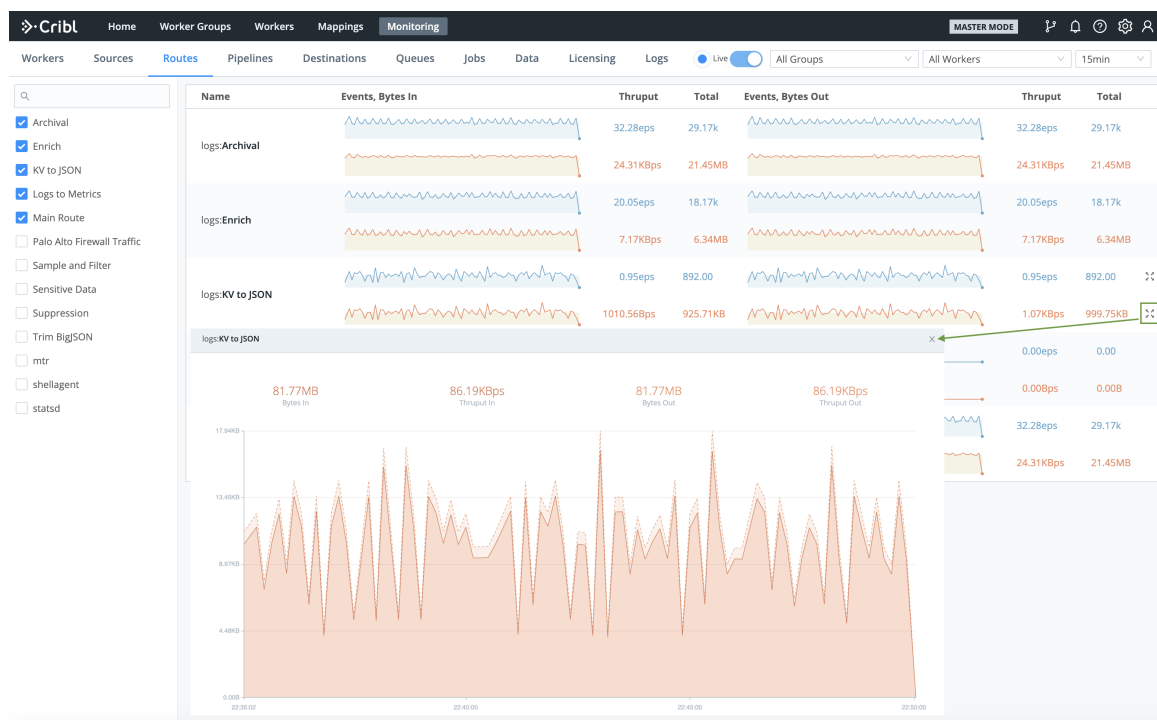 Cribl Home Worker Groups Workers Mappings Monitoring MASTER MODE
Workers Sources Routes Pipelines Destinations Queues Jobs Data Licensing Logs Live All Groups All Workers 15min
Name Events, Bytes In Thruput Total Events, Bytes Out Thruput Total
Archival
Enrich
KV to JSON
Logs to Metrics
Main Route
Palo Alto Firewall Traffic
Sample and Filter
Sensitive Data
Suppression
Trim BigJSON
mtr
shellagent
statsd
32.28eps 29.17k 32.28eps 29.17k
logs:Archival
24.31KBps 21.45MB 24.31KBps 21.45MB
20.05eps 18.17k 20.05eps 18.17k
logs:Enrich
7.17KBps 6.34MB 7.17KBps 6.34MB
0.95eps 892.00 0.95eps 892.00
logs:KV to JSON
1010.56Bps 925.71KB 1.07KBps 999.75KB
logs:KV to JSON
0.00eps 0.00
0.00Bps 0.00B
32.28eps 29.17k
24.31KBps 21.45MB
81.77MB 86.19KBps 81.77MB 86.19KBps
Bytes In Thruput In Bytes Out Thruput Out
17.94KB
13.45KB
8.97KB
4.48KB
0.00B
22:35:02 22:40:00 22:45:00 22:50:00